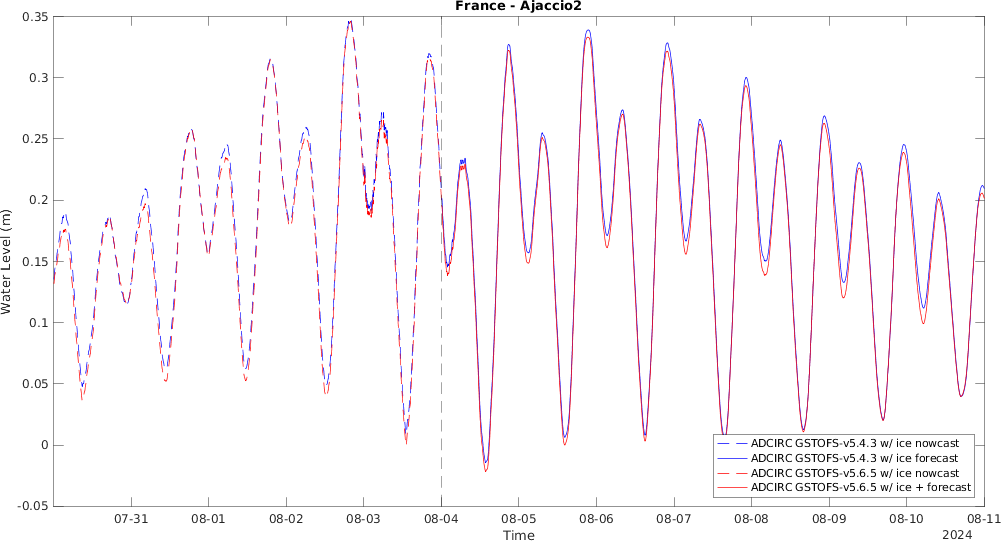 France - Ajaccio2
0.35
0.3
0.25
0.2
0.15
0.1
0.05
0
-0.05
Water Level (m)
ADCIRC GSTOFS-v5.4.3 w/ ice nowcast
ADCIRC GSTOFS-v5.4.3 w/ ice forecast
ADCIRC GSTOFS-v5.6.5 w/ ice nowcast
ADCIRC GSTOFS-v5.6.5 w/ ice + forecast
07-31 08-01 08-02 08-03 08-04 08-05 08-06 08-07 08-08 08-09 08-10 08-11
Time
2024